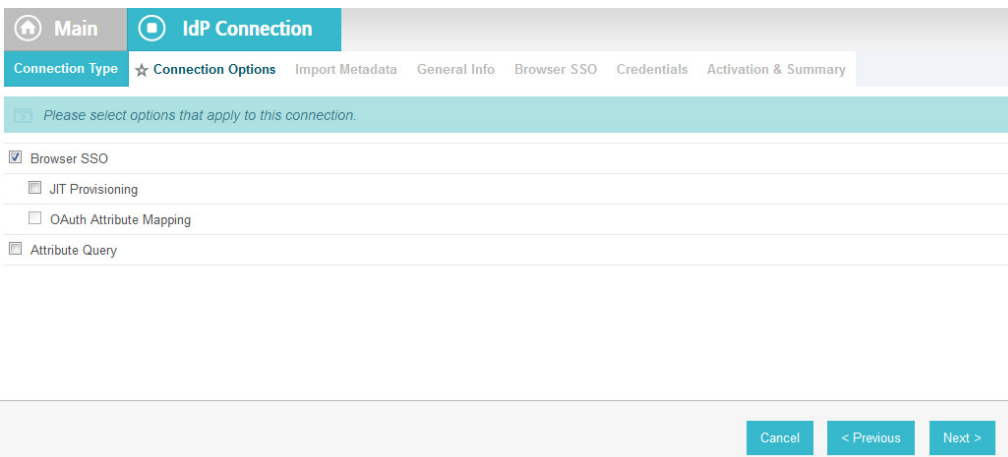 Main IdP Connection
Connection Type ☆ Connection Options Import Metadata General Info Browser SSO Credentials Activation & Summary
Please select options that apply to this connection.
Browser SSO
JIT Provisioning
OAuth Attribute Mapping
Attribute Query
Cancel < Previous Next >